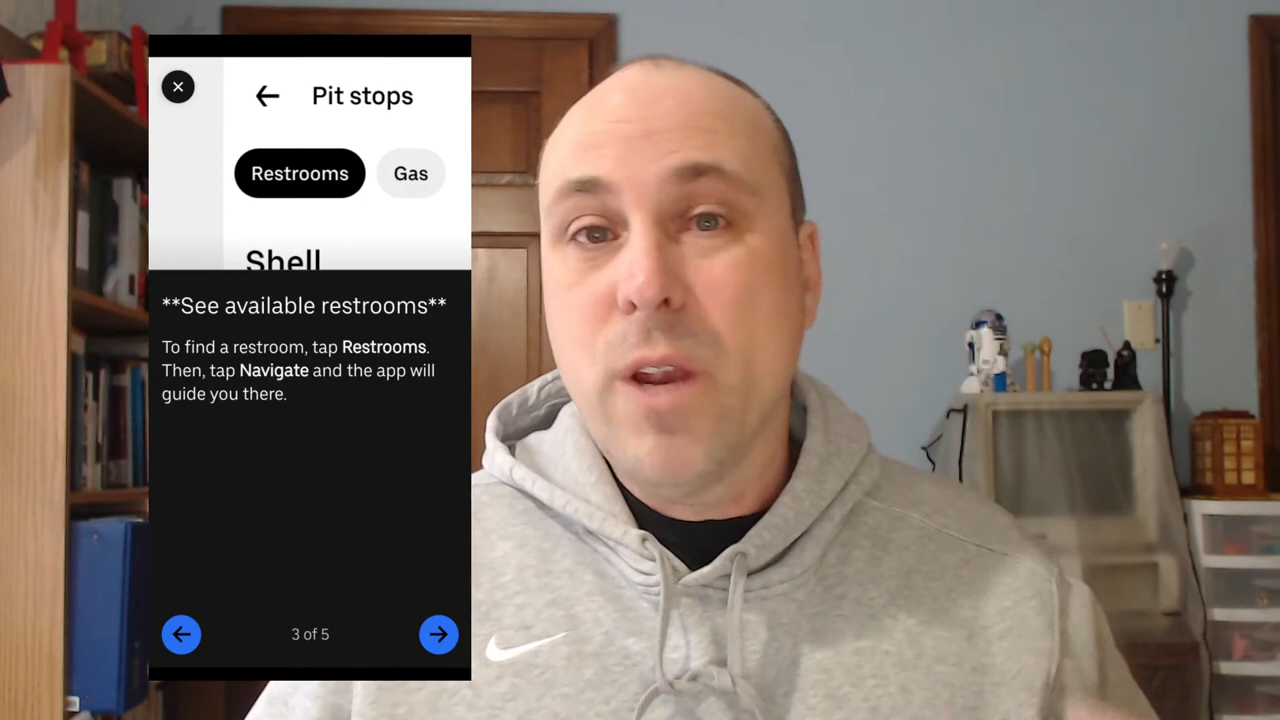 Pit stops
Restrooms
Gas
Shell
**See available restrooms**
To find a restroom, tap Restrooms.
Then, tap Navigate and the app will
guide you there.
3 of 5